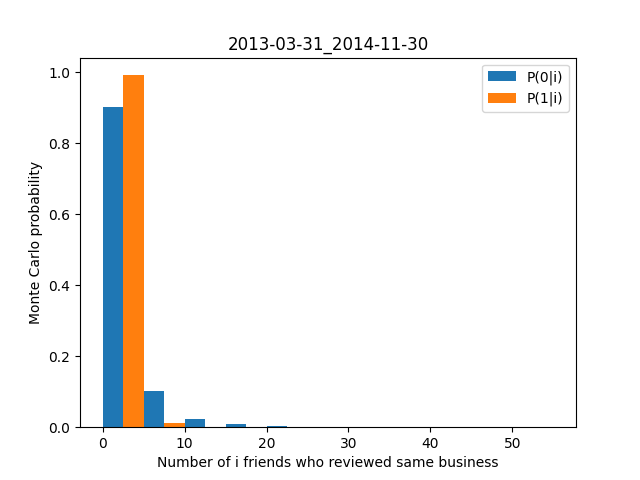 2013-03-31_2014-11-30
P(0|i)
P(1|i)
Monte Carlo probability
1.0
0.8
0.6
0.4
0.2
0.0
0 10 20 30 40 50
Number of i friends who reviewed same business